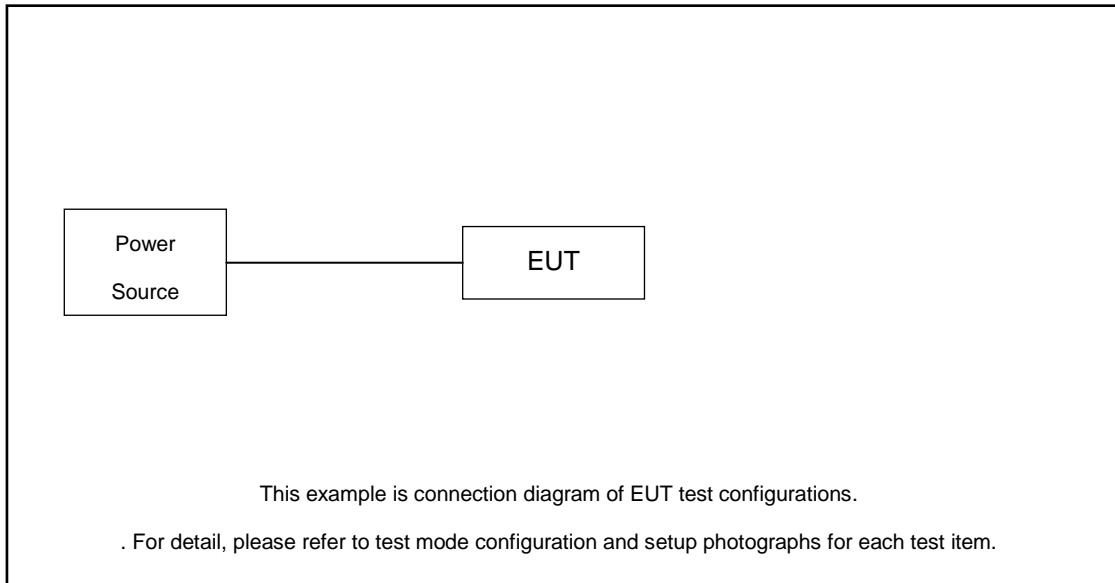 Power
Source
EUT
This example is connection diagram of EUT test configurations.
. For detail, please refer to test mode configuration and setup photographs for each test item.